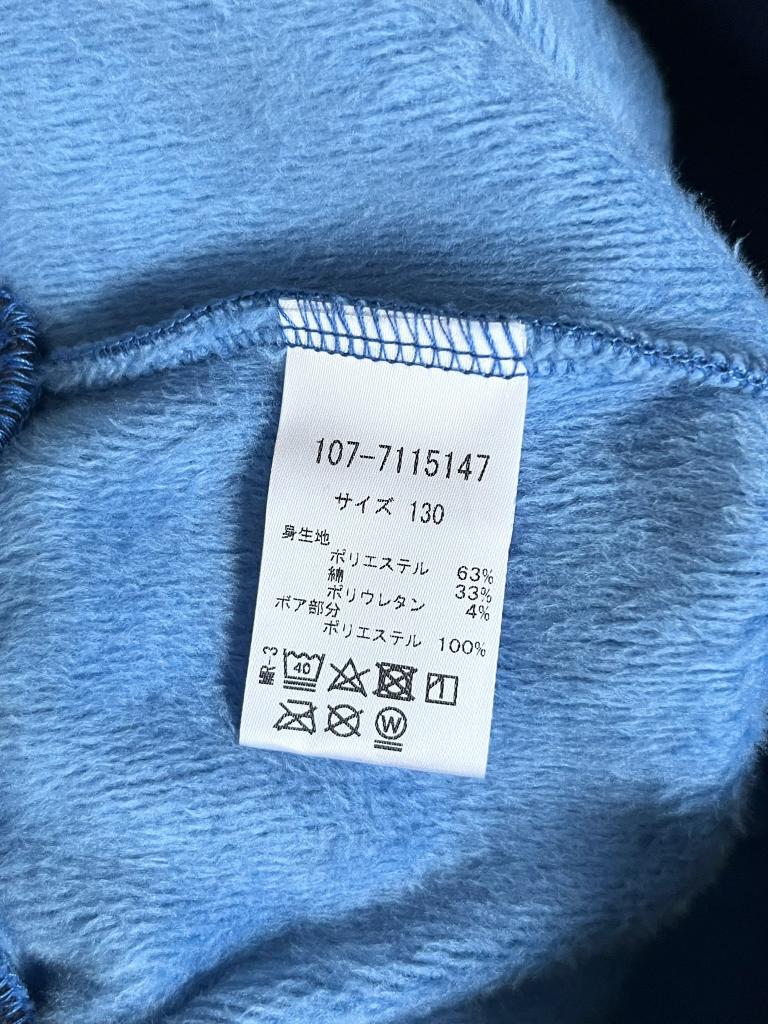 107-7115147
サイズ 130
身生地
ポリエステル 63%
綿 33%
ポリウレタン 4%
ボア部分
ポリエステル 100%
40
W